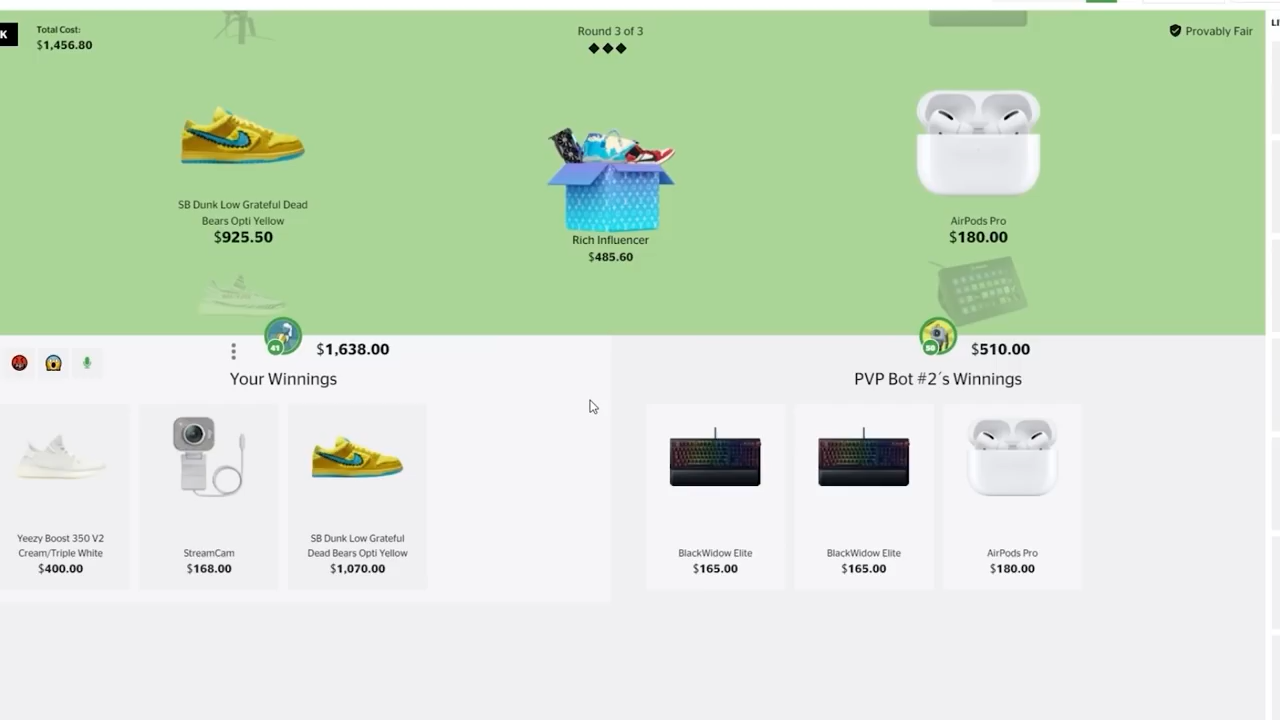 K
Total Cost:
$1,456.80
Round 3 of 3
Provably Fair
SB Dunk Low Grateful Dead
Bears Opti Yellow
$925.50
Rich Influencer
$485.60
AirPods Pro
$180.00
41
$1,638.00
Your Winnings
50
$510.00
PVP Bot #2´s Winnings
Yeezy Boost 350 V2
Cream/Triple White
$400.00
StreamCam
$168.00
SB Dunk Low Grateful
Dead Bears Opti Yellow
$1,070.00
BlackWidow Elite
$165.00
BlackWidow Elite
$165.00
AirPods Pro
$180.00